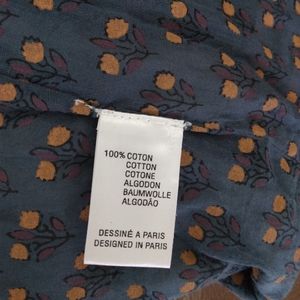 100% COTON
COTTON
COTONE
ALGODON
BAUMWOLLE
ALGODÃO
DESSINÉ A PARIS
DESIGNED IN PARIS